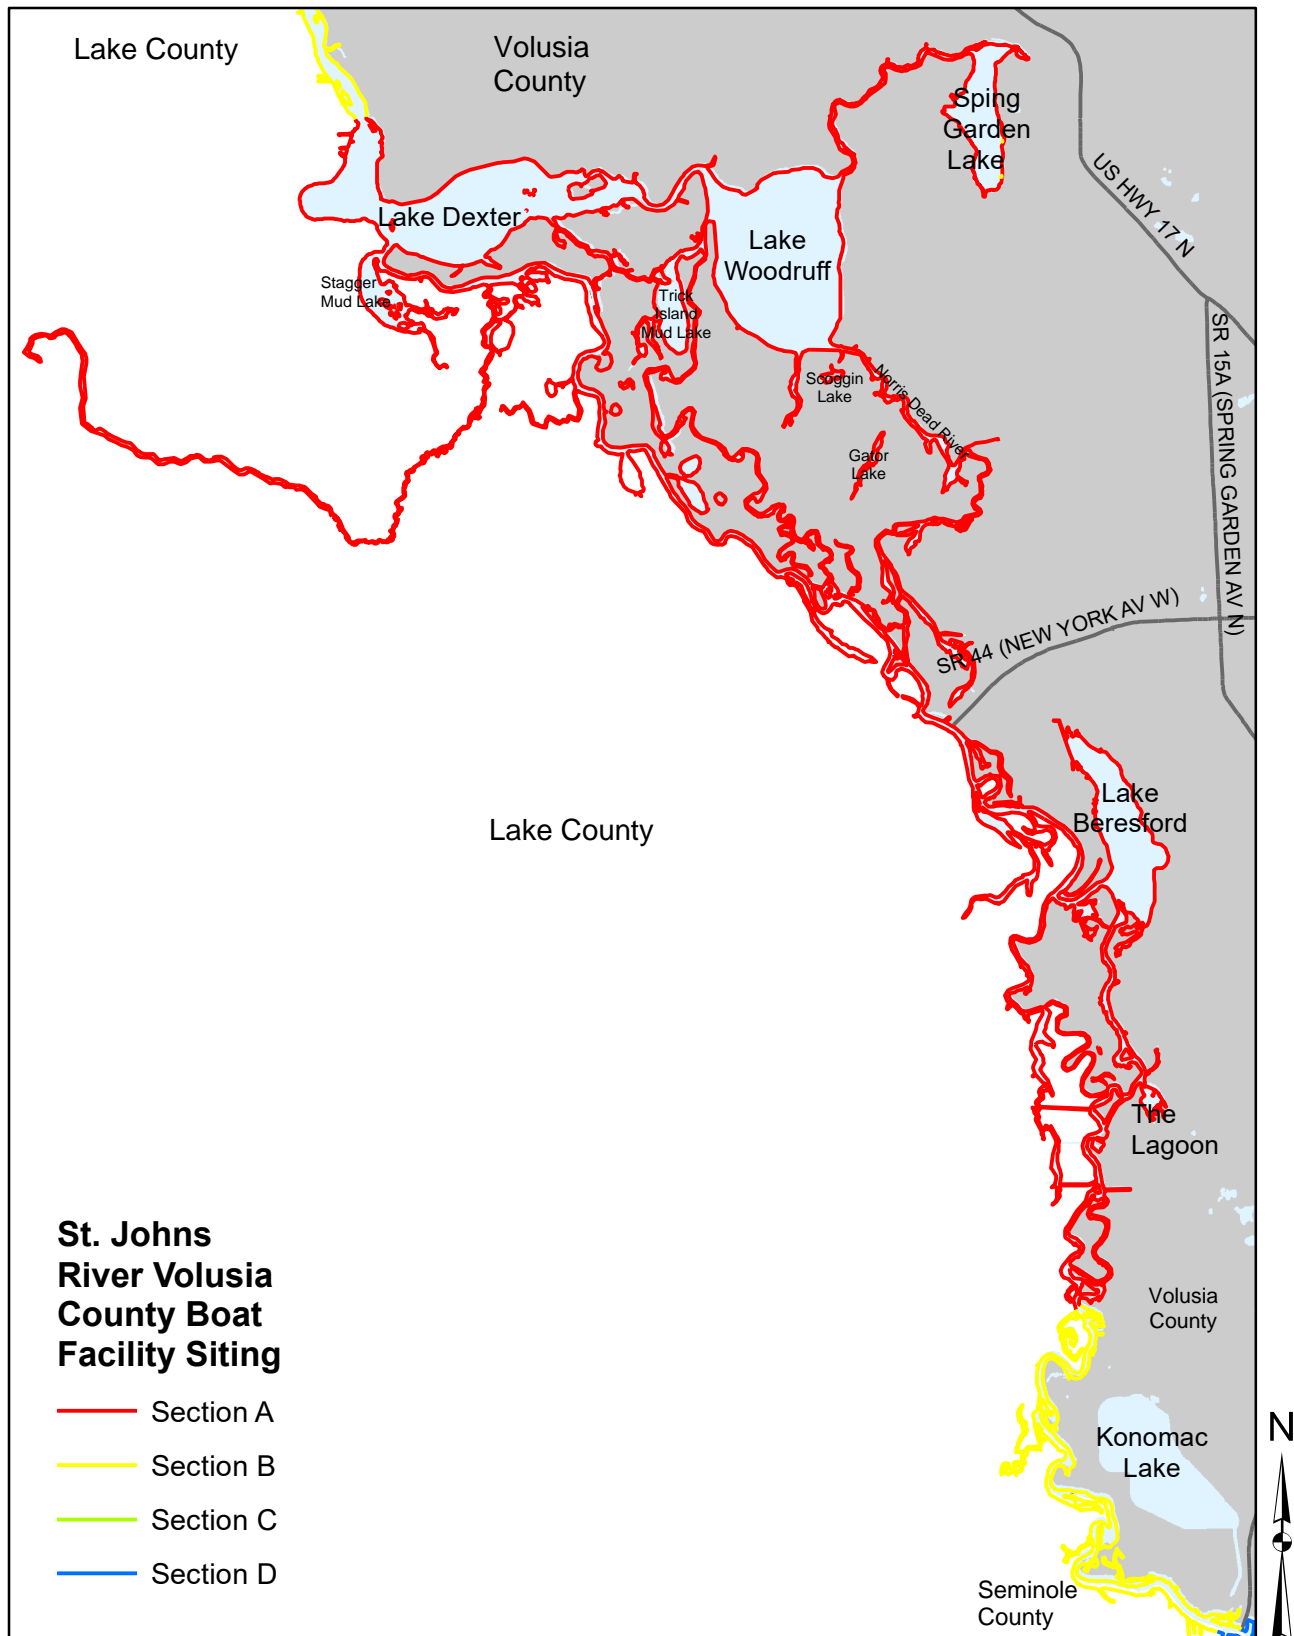 Lake County
Volusia
County
Sping
Garden
Lake
US HWY 17 N
Lake Dexter
Lake
Woodruff
Stagger
Mud Lake
Trick
Island
Mud Lake
SR 15A (SPRING GARDEN AV N)
Scoggin
Lake
Norris Dead River
Gator
Lake
SR 44 (NEW YORK AV W)
Lake
Beresford
Lake County
The
Lagoon
St. Johns
River Volusia
County Boat
Facility Siting
Section A
Section B
Section C
Section D
Volusia
County
Konomac
Lake
N
Seminole
County